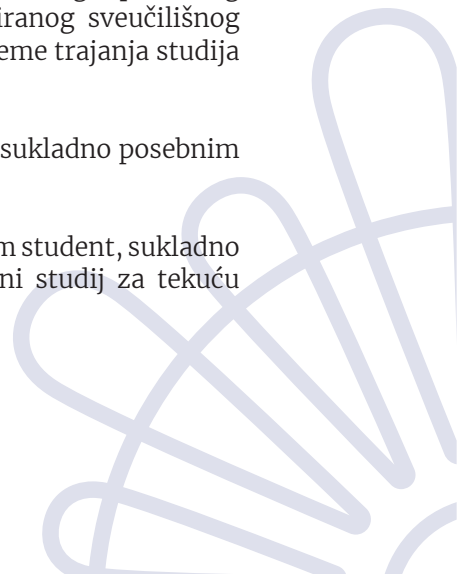 iranog sveučilišnog
eme trajanja studija
sukladno posebnim
m student, sukladno
ni studij za tekuću